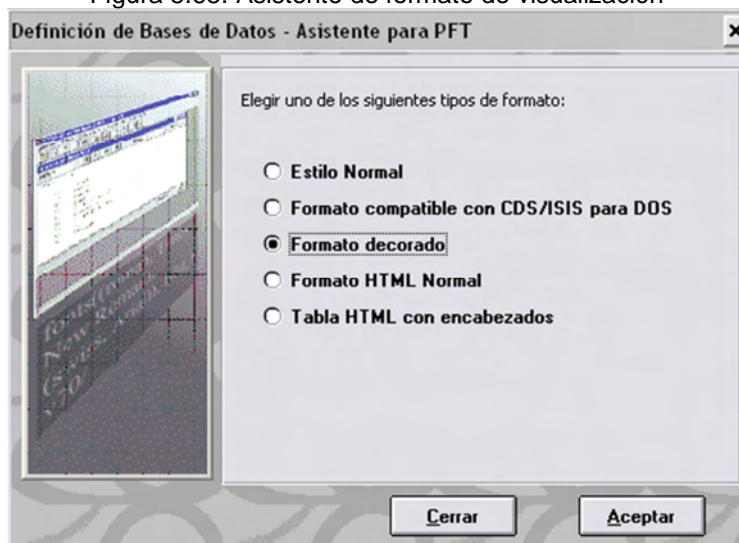 Definición de Bases de Datos - Asistente para PFT
Elegir uno de los siguientes tipos de formato:
Estilo Normal
Formato compatible con CDS/ISIS para DOS
Formato decorado
Formato HTML Normal
Tabla HTML con encabezados
Cerrar
Aceptar